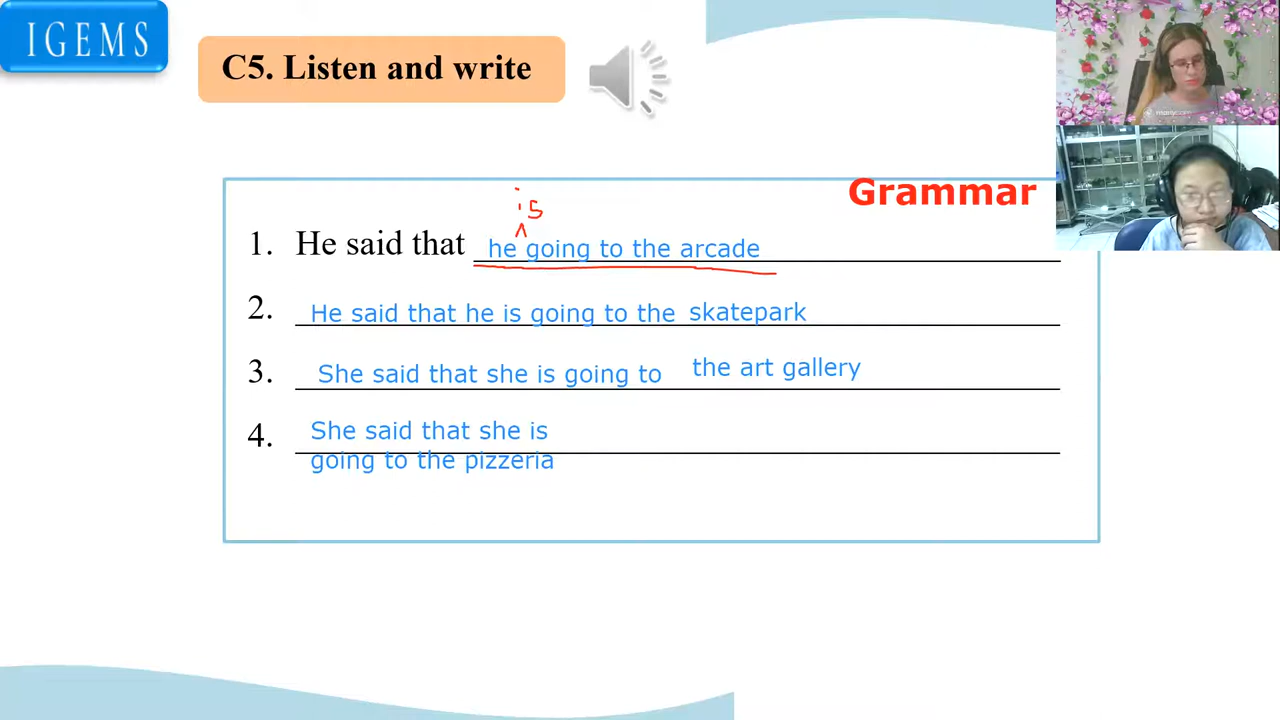 IGEMS
C5. Listen and write
Grammar
is
1. He said that he going to the arcade
2. He said that he is going to the skatepark
3. She said that she is going to the art gallery
4. She said that she is
going to the pizzeria